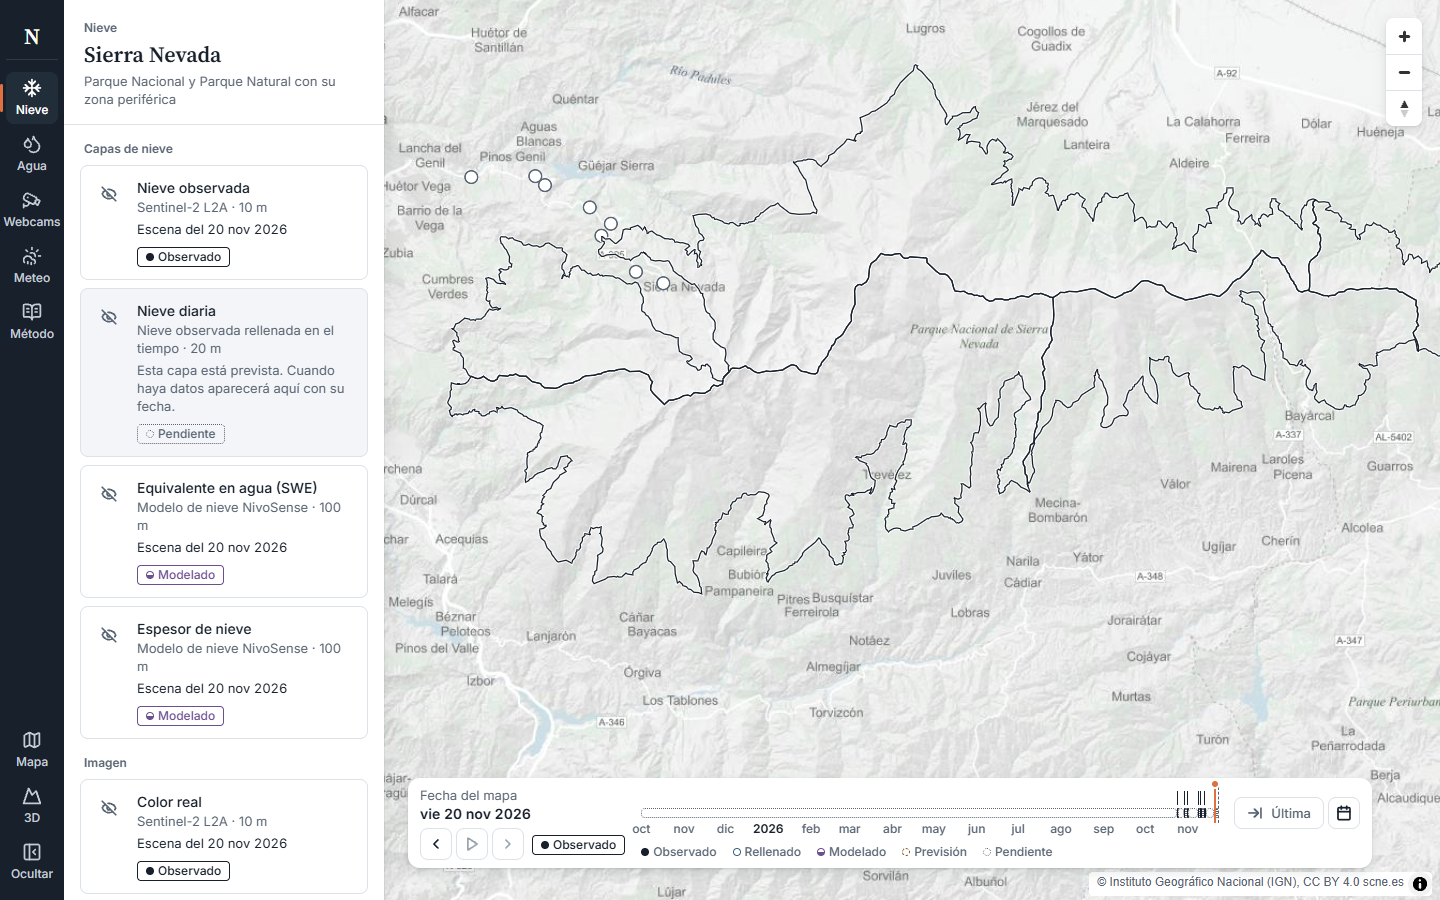 N
Nieve
Agua
Webcams
Meteo
Método
Mapa
3D
Ocultar
Nieve
Sierra Nevada
Parque Nacional y Parque Natural con su
zona periférica
Capas de nieve
Nieve observada
Sentinel-2 L2A · 10 m
Escena del 20 nov 2026
Observado
Nieve diaria
Nieve observada rellenada en el
tiempo · 20 m
Esta capa está prevista. Cuando
haya datos aparecerá aquí con su
fecha.
Pendiente
Equivalente en agua (SWE)
Modelo de nieve NivoSense · 100
m
Escena del 20 nov 2026
Modelado
Espesor de nieve
Modelo de nieve NivoSense · 100
m
Escena del 20 nov 2026
Modelado
Imagen
Color real
Sentinel-2 L2A · 10 m
Escena del 20 nov 2026
Observado
Alfacar
Huétor de
Santillán
Lugros
Cogollos de
Guadix
A-92
Río Padules
Quéntar
Jérez del
Marquesado
La Calahorra
Dólar
Huéneja
Ferreira
Aguas
Blancas
Lancha del
Genil
Pinos Genil
Güéjar Sierra
Lanteira
Aldeire
Huétor Vega
Barrio de la
Vega
Zubia
Cumbres
Verdes
Sierra Nevada
Parque Nacional de Sierra
Nevada
Bayárcal
A-337
AL-5402
Laroles
Picena
Mairena
Guarros
Válor
Trevélez
Dúrcal
Mecina-
Bombarón
Alcolea
Cherín
Ugíjar
Acequias
Capileira
Bubión
Pampaneira
Pitres
Busquístar
Ferreirola
Juviles
Narila
Yátor
Cádiar
A-348
Talará
Melegís
Béznar
Peloteos
Pinos del Valle
Cáñar
Bayacas
Lanjarón
Lobras
Jorairátar
Notáez
A-347
Almegíjar
Cojáyar
Órgiva
Izbor
Los Tablones
Murtas
Torvizcón
A-346
Turón
La
Peñarrodada
Berja
Alcaudique
Sorvilán
Albuñol
Lújar
Fecha del mapa
vie 20 nov 2026
Observado
oct nov dic 2026 feb mar abr may jun jul ago sep oct nov
Observado Rellenado Modelado Previsión Pendiente
Última
© Instituto Geográfico Nacional (IGN), CC BY 4.0 scne.es